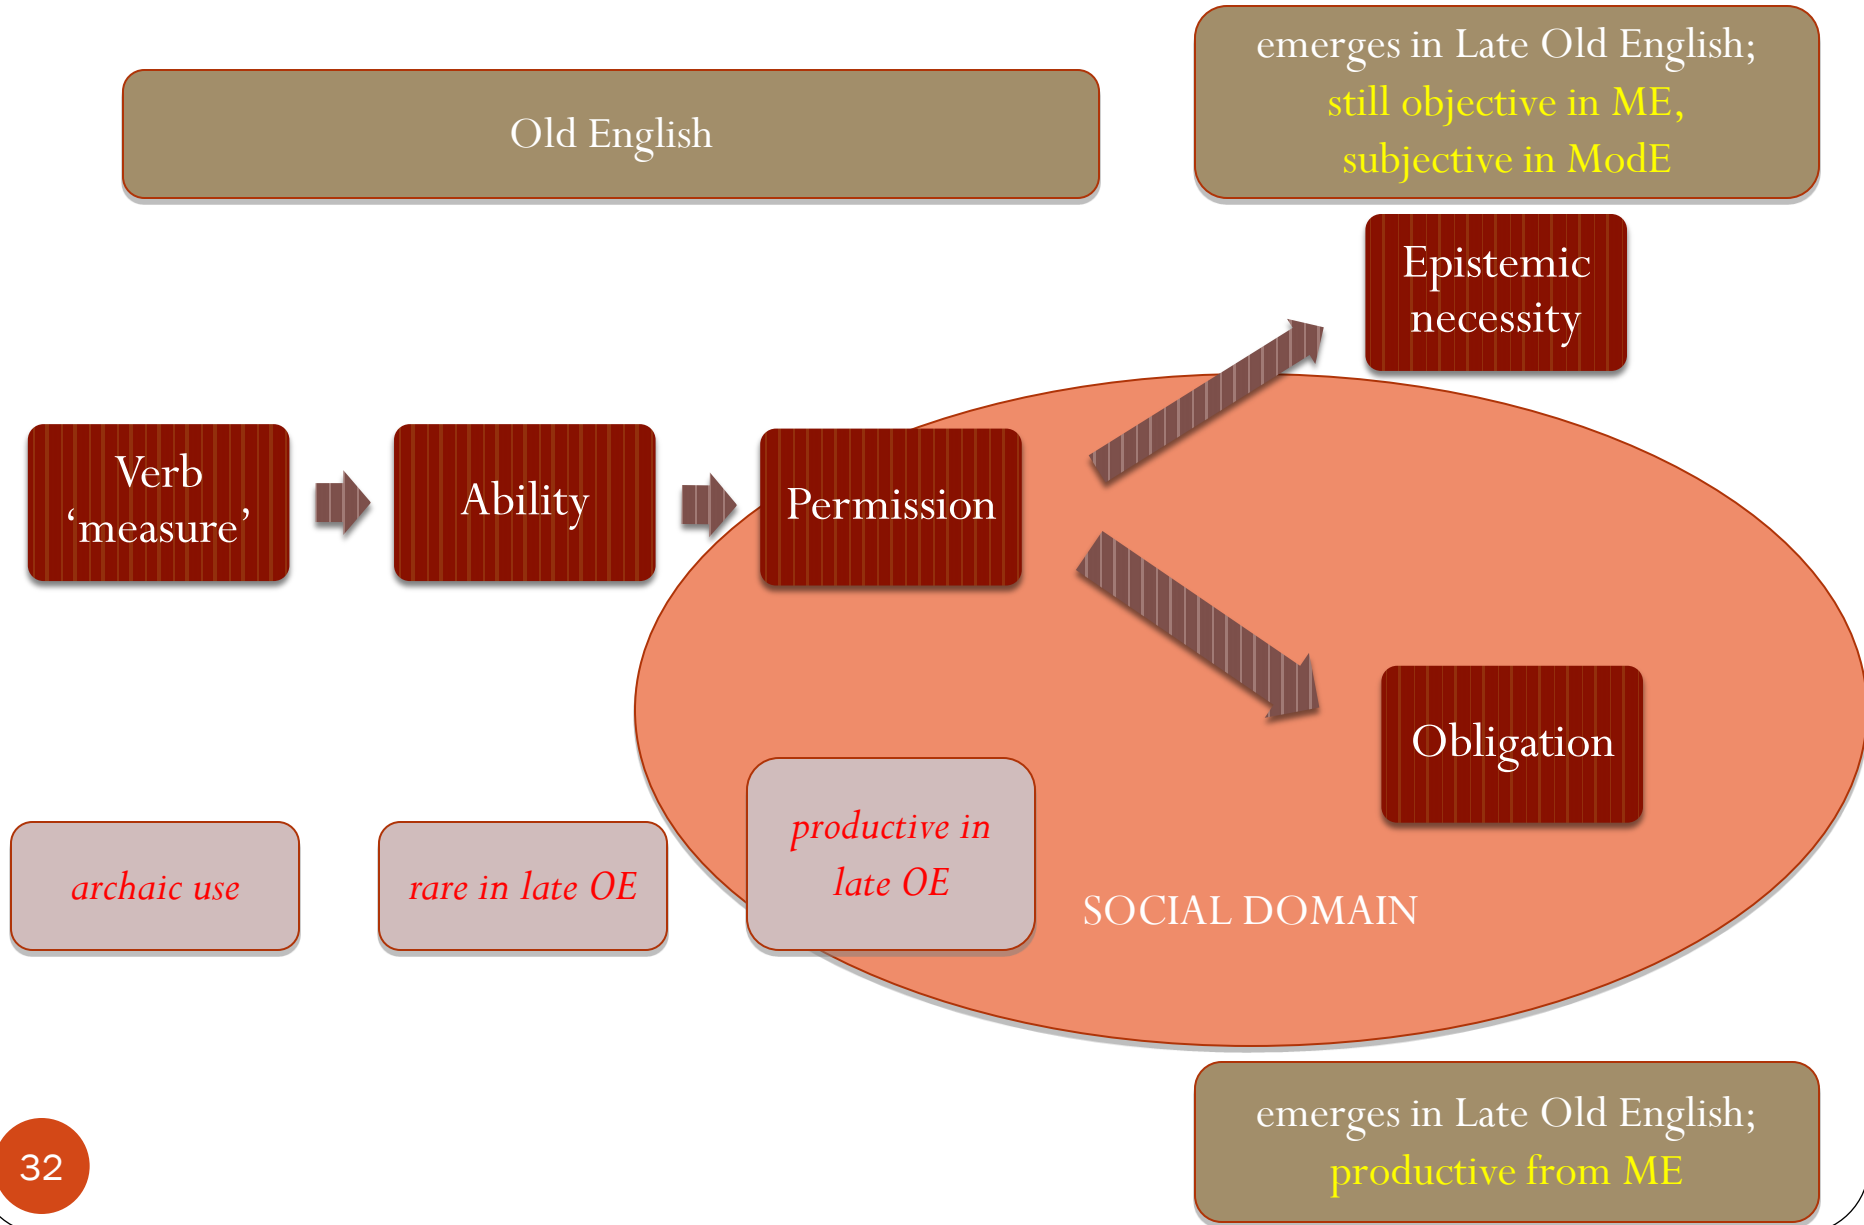 emerges in Late Old English;
still objective in ME,
subjective in ModE
Old English
Epistemic
necessity
Verb
‘measure’
Ability
Permission
Obligation
productive in
late OE
archaic use
rare in late OE
SOCIAL DOMAIN
emerges in Late Old English;
productive from ME
32